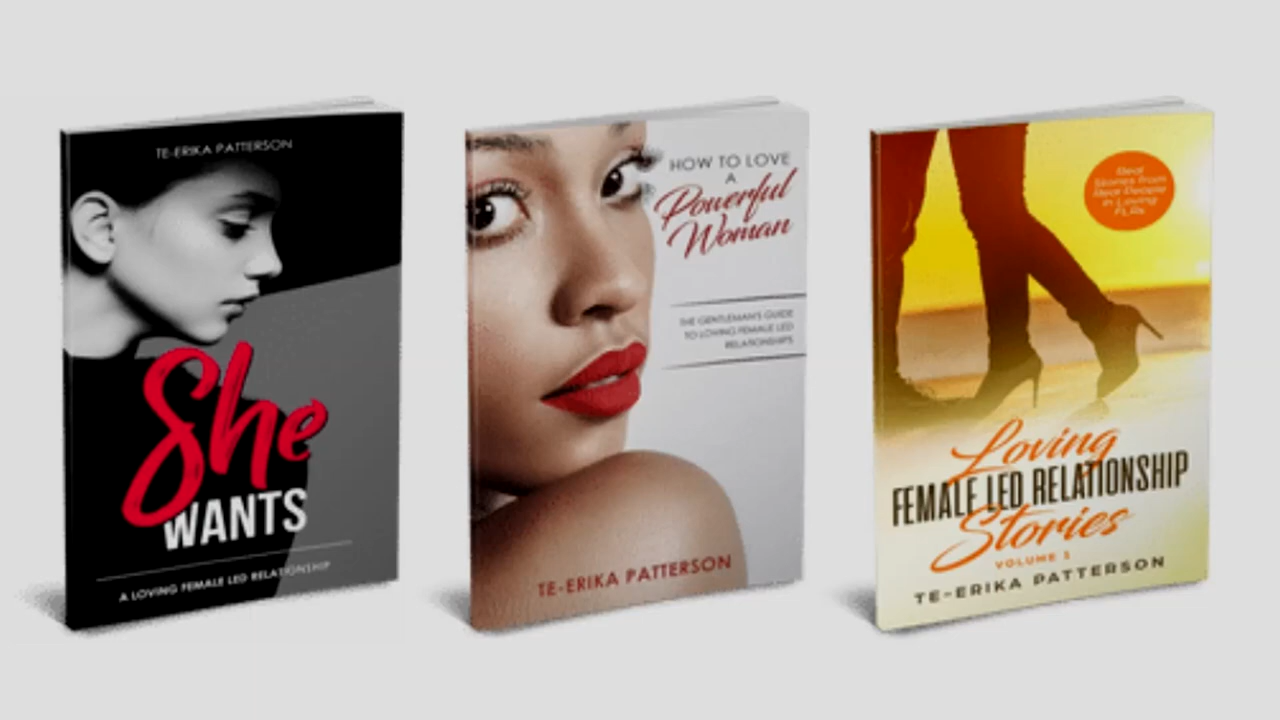 TE-ERIKA PATTERSON
She
WANTS
A LOVING FEMALE LED RELATIONSHIP
HOW TO LOVE
A
Powerful
Woman
THE GENTLEMAN'S GUIDE
TO LOVING FEMALE LED
RELATIONSHIPS
TE-ERIKA PATTERSON
Real
Stories from
Real People
in Loving
FLRs
Loving
FEMALE LED RELATIONSHIP
Stories
VOLUME 1
TE-ERIKA PATTERSON